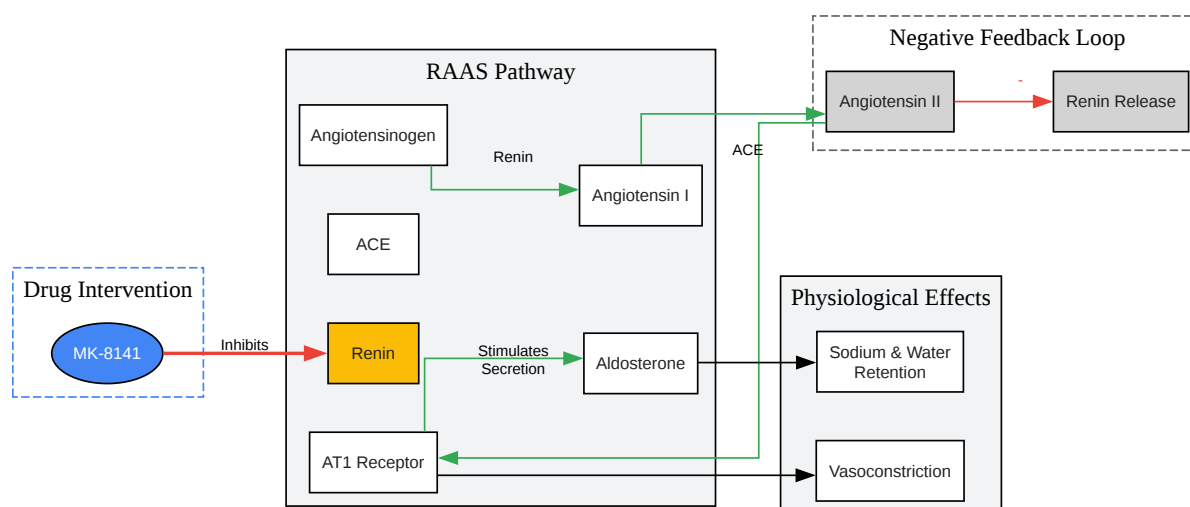 Negative Feedback Loop
Angiotensin II
-
Renin Release
RAAS Pathway
Angiotensinogen
Renin
ACE
Angiotensin I
ACE
Drug Intervention
MK-8141
Inhibits
Renin
Stimulates
Secretion
Aldosterone
AT1 Receptor
Physiological Effects
Sodium & Water
Retention
Vasoconstriction